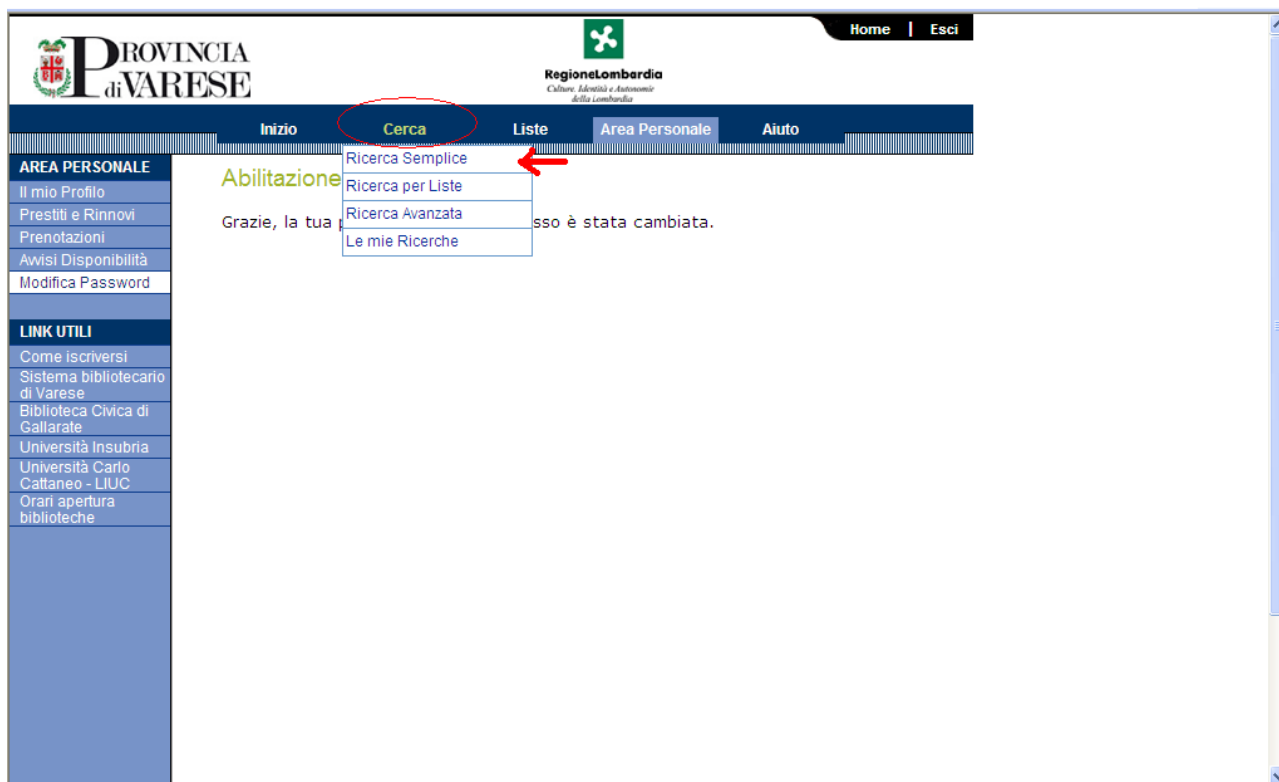 Home | Esci
PROVINCIA
di VARESE
RegioneLombardia
Culture, Identità e Autonomie
della Lombardia
Inizio Cerca Liste Area Personale Aiuto
Ricerca Semplice
Ricerca per Liste
Ricerca Avanzata
Le mie Ricerche
AREA PERSONALE
Il mio Profilo
Prestiti e Rinnovi
Prenotazioni
Avvisi Disponibilità
Modifica Password
LINK UTILI
Come iscriversi
Sistema bibliotecario
di Varese
Biblioteca Civica di
Gallarate
Università Insubria
Università Carlo
Cattaneo - LIUC
Orari apertura
biblioteche
Abilitazione
Grazie, la tua sso è stata cambiata.